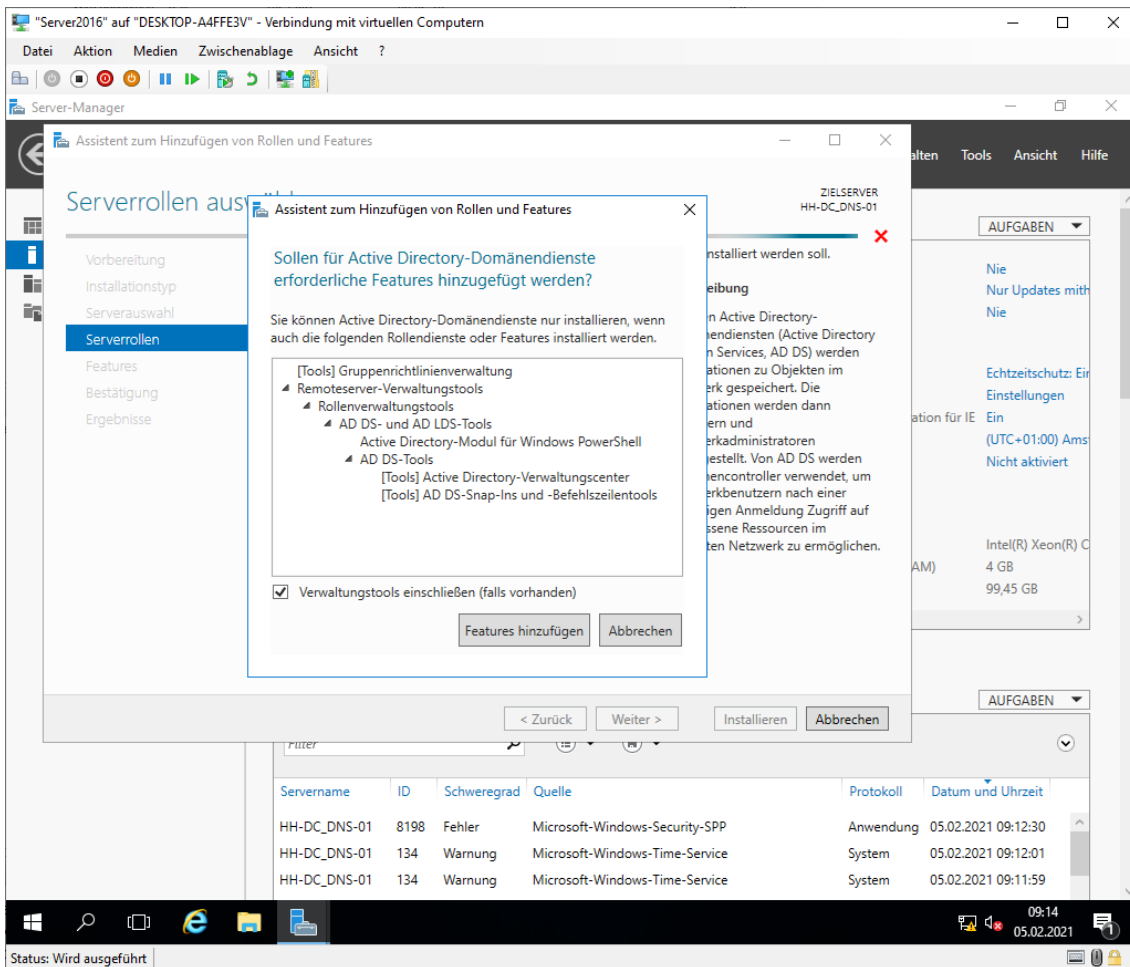 "Server2016" auf "DESKTOP-A4FFE3V" - Verbindung mit virtuellen Computern
Datei Aktion Medien Zwischenablage Ansicht ?
Server-Manager
Assistent zum Hinzufügen von Rollen und Features
alten Tools Ansicht Hilfe
Serverrollen
ZIELSERVER
HH-DC_DNS-01
Vorbereitung
Installationstyp
Serverauswahl
Serverrollen
Features
Bestätigung
Ergebnisse
Assistent zum Hinzufügen von Rollen und Features
Sollen für Active Directory-Domänendienste
erforderliche Features hinzugefügt werden?
Sie können Active Directory-Domänendienste nur installieren, wenn
auch die folgenden Rollendienste oder Features installiert werden.
[Tools] Gruppenrichtlinienverwaltung
Remoteserver-Verwaltungstools
Rollenverwaltungstools
AD DS- und AD LDS-Tools
Active Directory-Modul für Windows PowerShell
AD DS-Tools
[Tools] Active Directory-Verwaltungscenter
[Tools] AD DS-Snap-Ins und -Befehlszeilentools
Verwaltungstools einschließen (falls vorhanden)
Features hinzufügen Abbrechen
nstalliert werden soll.
eibung
n Active Directory-
nendiensten (Active Directory
n Services, AD DS) werden
ationen zu Objekten im
erk gespeichert. Die
ationen werden dann
ern und
erkadministratoren
gestellt. Von AD DS werden
nencontroller verwendet, um
erkbenutzern nach einer
igen Anmeldung Zugriff auf
ssene Ressourcen im
ten Netzwerk zu ermöglichen.
< Zurück Weiter > Installieren Abbrechen
AUFGABEN
Nie
Nur Updates mith
Nie
Echtzeitschutz: Ein
Einstellungen
ation für IE Ein
(UTC+01:00) Ams
Nicht aktiviert
Intel(R) Xeon(R) C
AM) 4 GB
99,45 GB
AUFGABEN
Filter
Servername ID Schweregrad Quelle Protokoll Datum und Uhrzeit
HH-DC_DNS-01 8198 Fehler Microsoft-Windows-Security-SPP Anwendung 05.02.2021 09:12:30
HH-DC_DNS-01 134 Warnung Microsoft-Windows-Time-Service System 05.02.2021 09:12:01
HH-DC_DNS-01 134 Warnung Microsoft-Windows-Time-Service System 05.02.2021 09:11:59
09:14
05.02.2021
1
Status: Wird ausgeführt